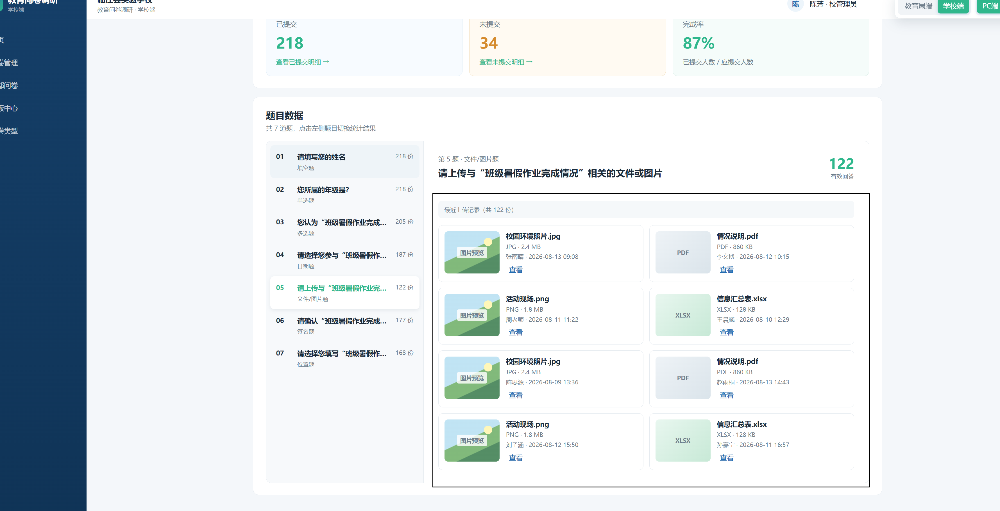 教育问卷调研
学校端
临江县实验学校
教育问卷调研 · 学校端
陈
陈芳 · 校管理员
教育局端
学校端
PC端
页
卷管理
部问卷
板中心
卷类型
已提交
218
查看已提交明细 →
未提交
34
查看未提交明细 →
完成率
87%
已提交人数 / 应提交人数
题目数据
共 7 道题，点击左侧题目切换统计结果
01 请填写您的姓名 218 份
填空题
02 您所属的年级是? 218 份
单选题
03 您认为“班级暑假作业完成... 205 份
多选题
04 请选择您参与“班级暑假作... 187 份
日期题
05 请上传与“班级暑假作业完... 122 份
文件/图片题
06 请确认“班级暑假作业完成... 177 份
签名题
07 请选择您填写“班级暑假作... 168 份
位置题
第 5 题 · 文件/图片题
请上传与“班级暑假作业完成情况”相关的文件或图片
122
有效回答
最近上传记录（共 122 份）
图片预览
校园环境照片.jpg
JPG · 2.4 MB
张雨晴 · 2026-08-13 09:08
查看
PDF
情况说明.pdf
PDF · 860 KB
李文博 · 2026-08-12 10:15
查看
图片预览
活动现场.png
PNG · 1.8 MB
周老师 · 2026-08-11 11:22
查看
XLSX
信息汇总表.xlsx
XLSX · 128 KB
王晨曦 · 2026-08-10 12:29
查看
图片预览
校园环境照片.jpg
JPG · 2.4 MB
陈思源 · 2026-08-09 13:36
查看
PDF
情况说明.pdf
PDF · 860 KB
赵雨桐 · 2026-08-13 14:43
查看
图片预览
活动现场.png
PNG · 1.8 MB
刘子涵 · 2026-08-12 15:50
查看
XLSX
信息汇总表.xlsx
XLSX · 128 KB
孙嘉宁 · 2026-08-11 16:57
查看